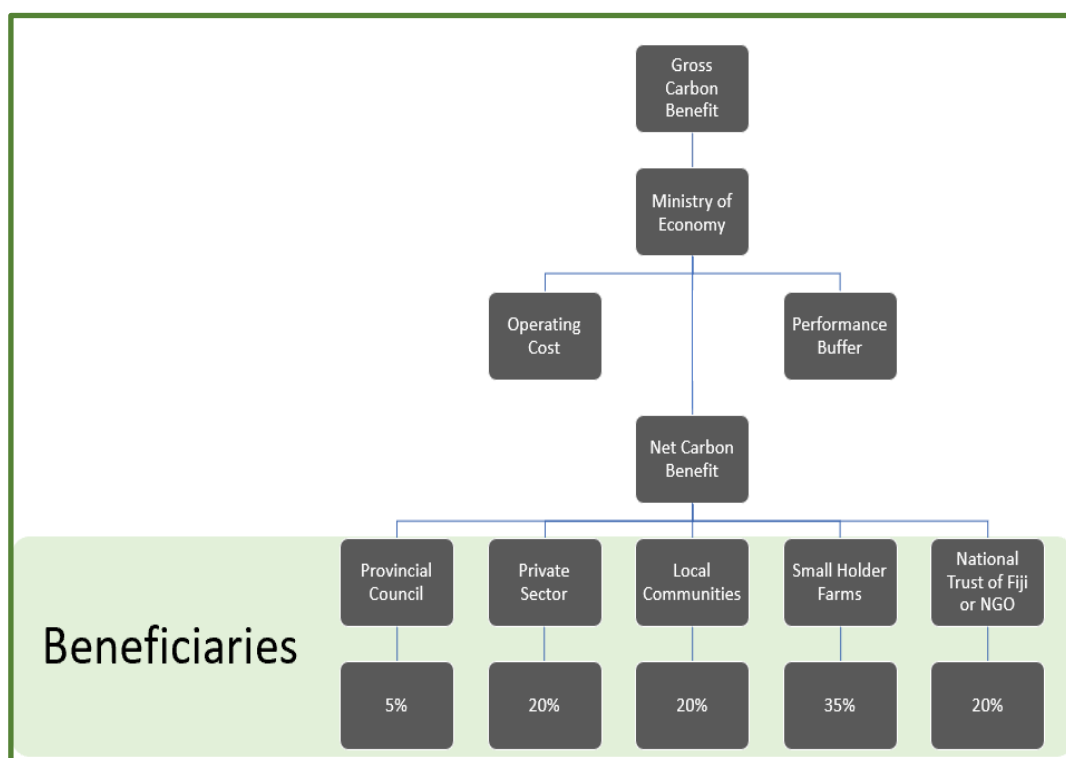 Gross
Carbon
Benefit
Ministry of
Economy
Operating
Cost
Performance
Buffer
Net Carbon
Benefit
Beneficiaries
Provincial
Council
Private
Sector
Local
Communities
Small Holder
Farms
National
Trust of Fiji
or NGO
5%
20%
20%
35%
20%